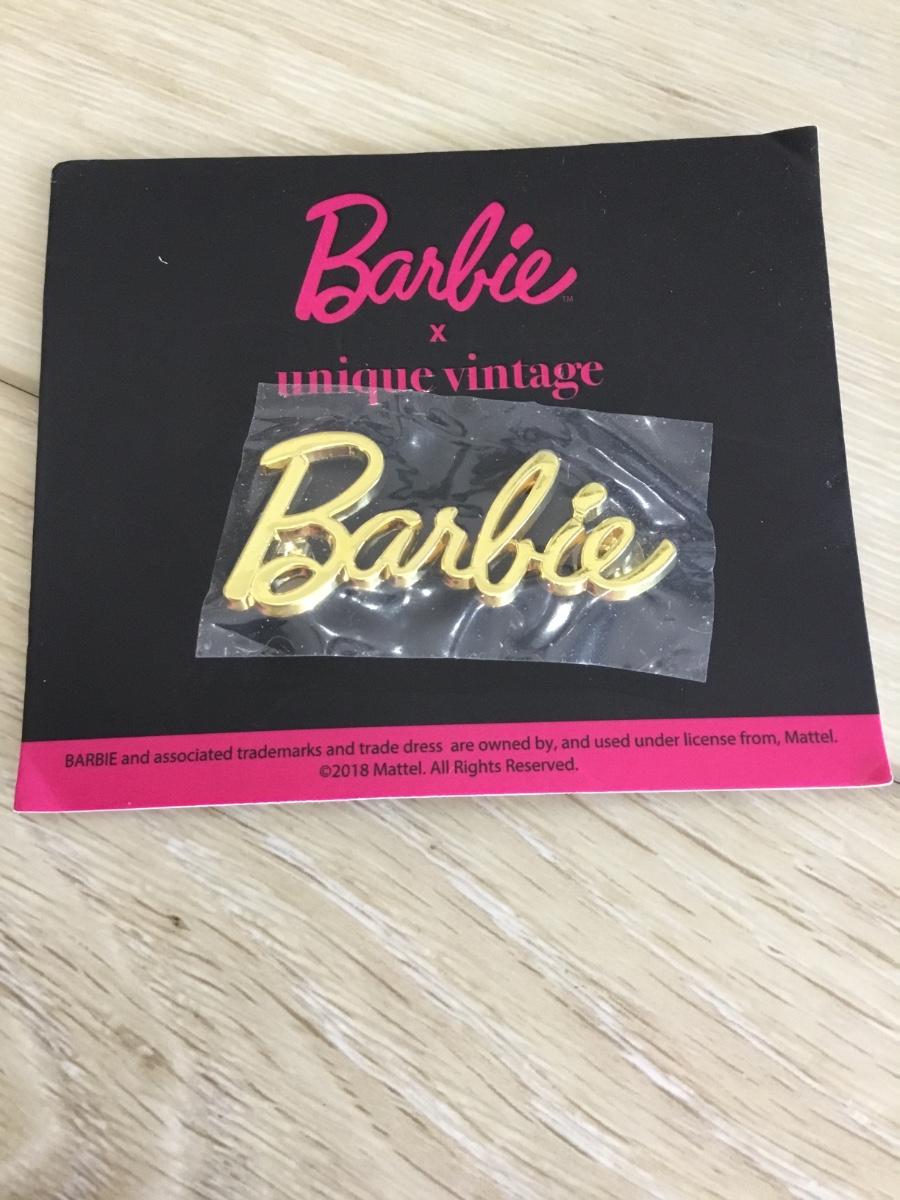 Barbie™
x
unique vintage
Barbie
BARBIE and associated trademarks and trade dress are owned by, and used under license from, Mattel.
©2018 Mattel. All Rights Reserved.